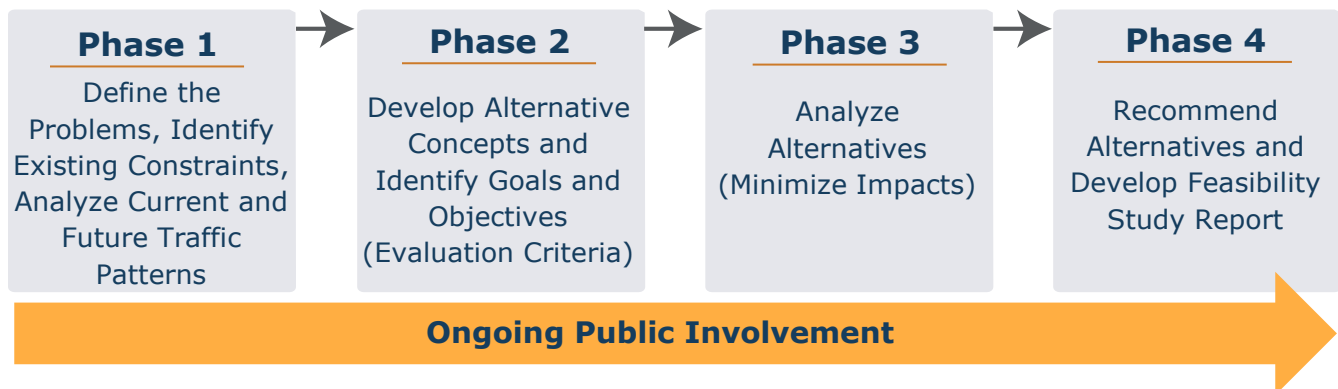 Phase 1
Define the
Problems, Identify
Existing Constraints,
Analyze Current and
Future Traffic
Patterns
Phase 2
Develop Alternative
Concepts and
Identify Goals and
Objectives
(Evaluation Criteria)
Phase 3
Analyze
Alternatives
(Minimize Impacts)
Phase 4
Recommend
Alternatives and
Develop Feasibility
Study Report
Ongoing Public Involvement